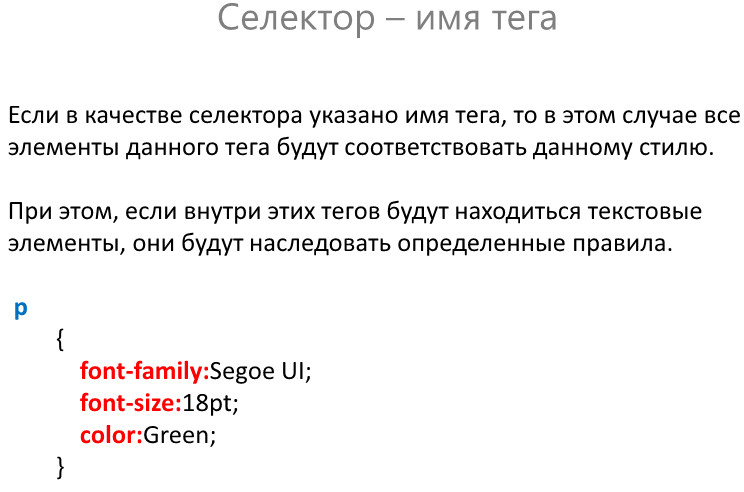 Селектор – имя тега
Если в качестве селектора указано имя тега, то в этом случае все
элементы данного тега будут соответствовать данному стилю.
При этом, если внутри этих тегов будут находиться текстовые
элементы, они будут наследовать определенные правила.
p
{
font-family:Segoe UI;
font-size:18pt;
color:Green;
}